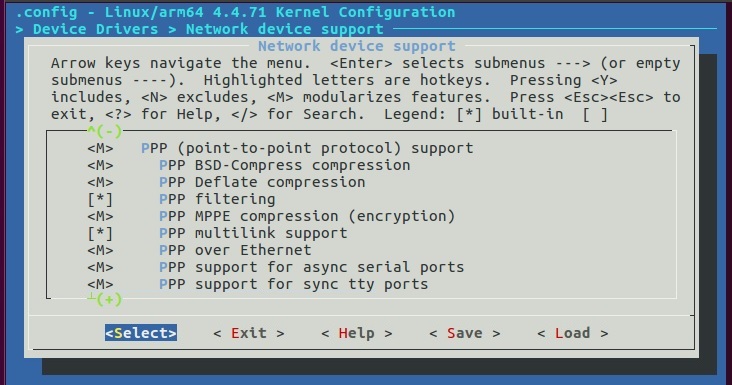 .config - Linux/arm64 4.4.71 Kernel Configuration
> Device Drivers > Network device support
Network device support
Arrow keys navigate the menu.  <Enter> selects submenus ---> (or empty
submenus ----).  Highlighted letters are hotkeys.  Pressing <Y>
includes, <N> excludes, <M> modularizes features.  Press <Esc><Esc> to
exit, <?> for Help, </> for Search.  Legend: [*] built-in  [ ]
^(-)
<M>   PPP (point-to-point protocol) support
<M>     PPP BSD-Compress compression
<M>     PPP Deflate compression
[*]     PPP filtering
<M>     PPP MPPE compression (encryption)
[*]     PPP multilink support
<M>     PPP over Ethernet
<M>     PPP support for async serial ports
<M>     PPP support for sync tty ports
┴(+)
<Select>    < Exit >    < Help >    < Save >    < Load >